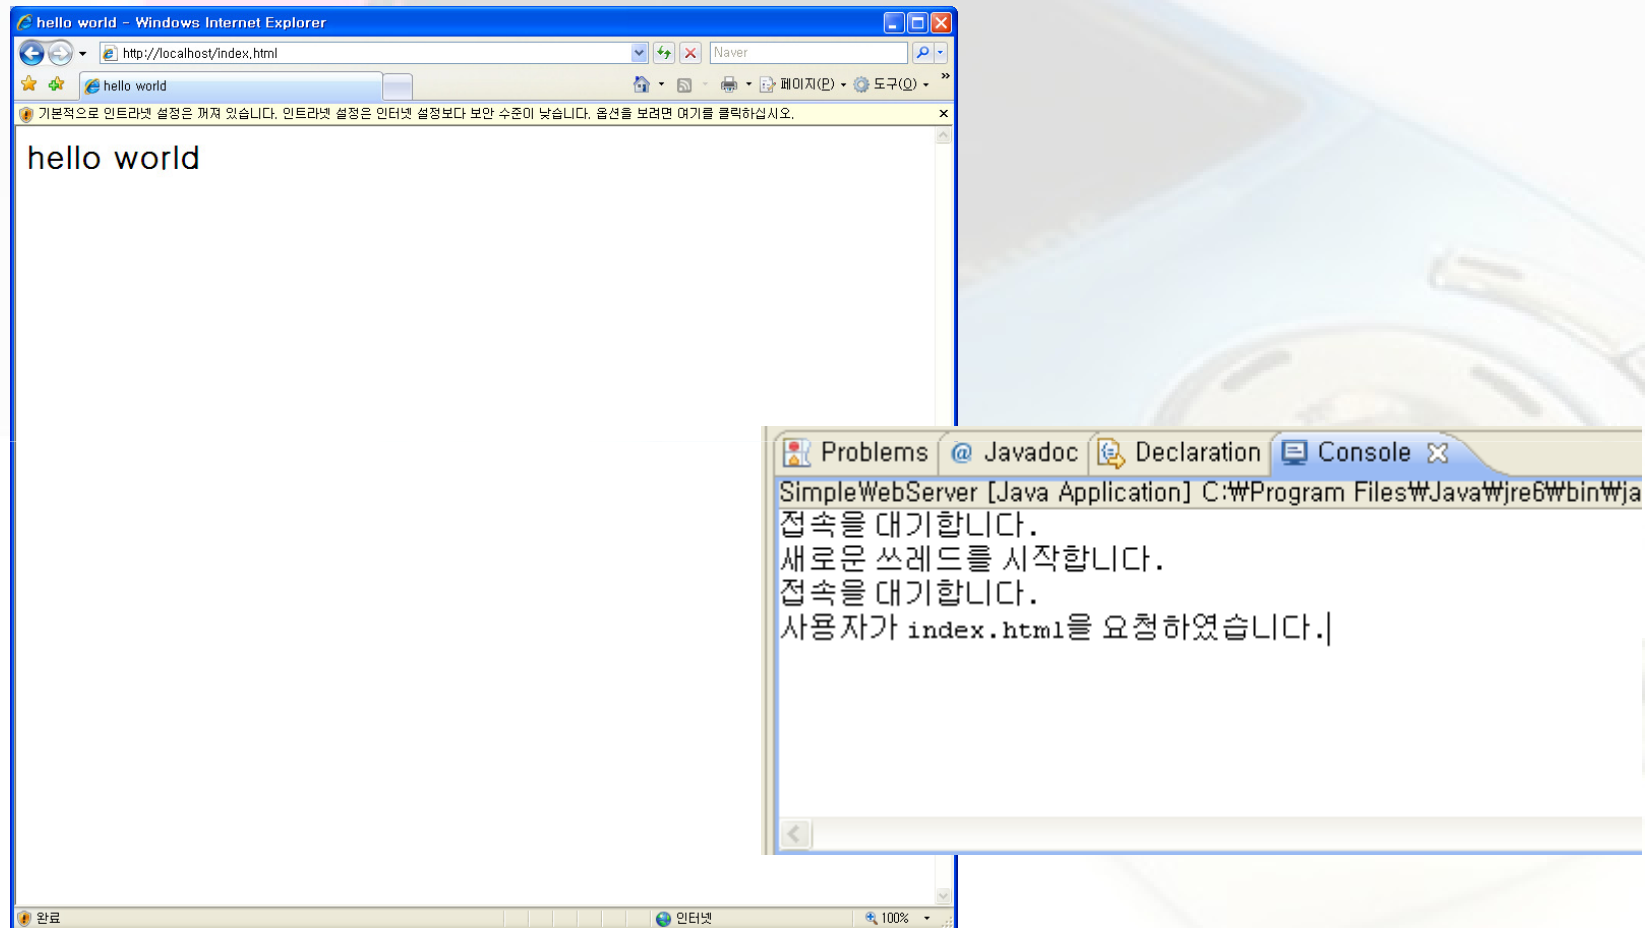 hello world - Windows Internet Explorer
http://localhost/index.html
Naver
hello world
페이지(P)
도구(O)
»
기본적으로 인트라넷 설정은 꺼져 있습니다. 인트라넷 설정은 인터넷 설정보다 보안 수준이 낮습니다. 옵션을 보려면 여기를 클릭하십시오.
hello world
Problems @ Javadoc Declaration Console
SimpleWebServer [Java Application] C:₩Program Files₩Java₩jre6₩bin₩ja
접속을 대기합니다.
새로운 쓰레드를 시작합니다.
접속을 대기합니다.
사용자가 index.html을 요청하였습니다.
완료
인터넷
100%